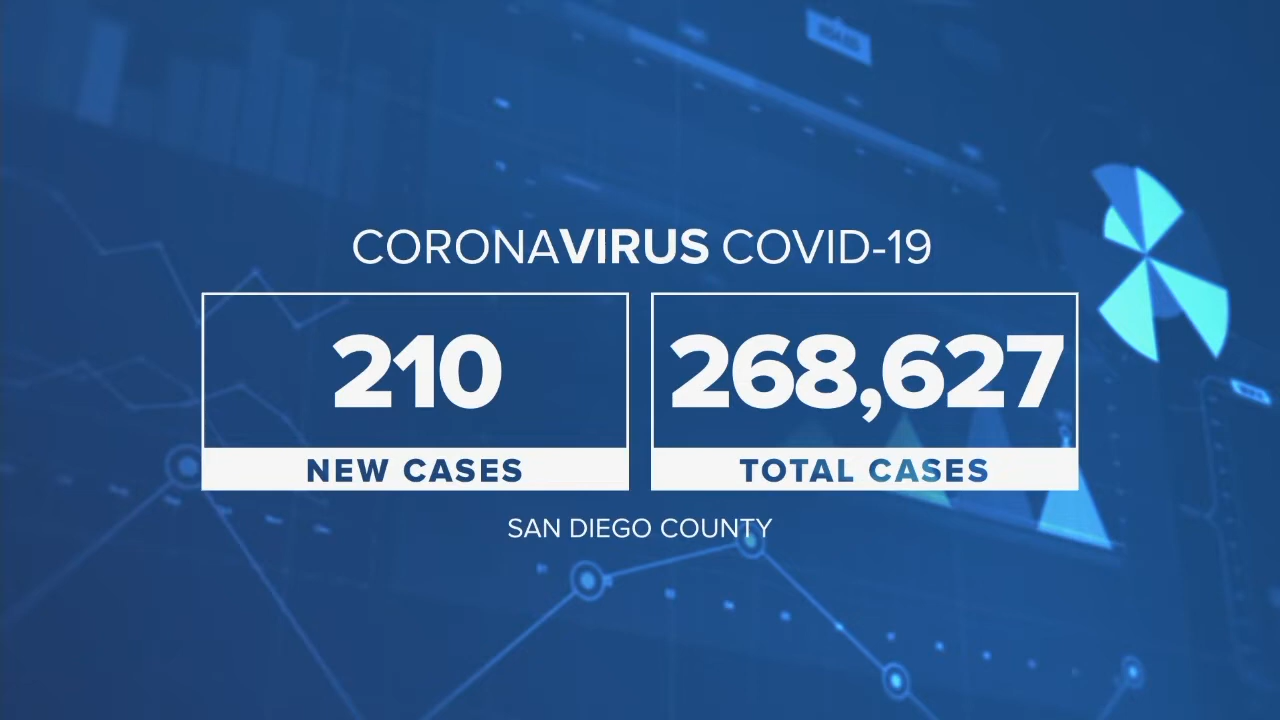 CORONAVIRUS COVID-19
210
268,627
NEW CASES
TOTAL CASES
SAN DIEGO COUNTY